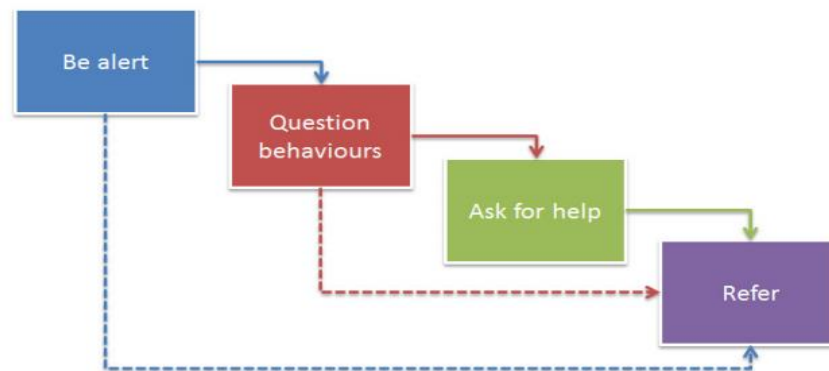 Be alert
Question
behaviours
Ask for help
Refer